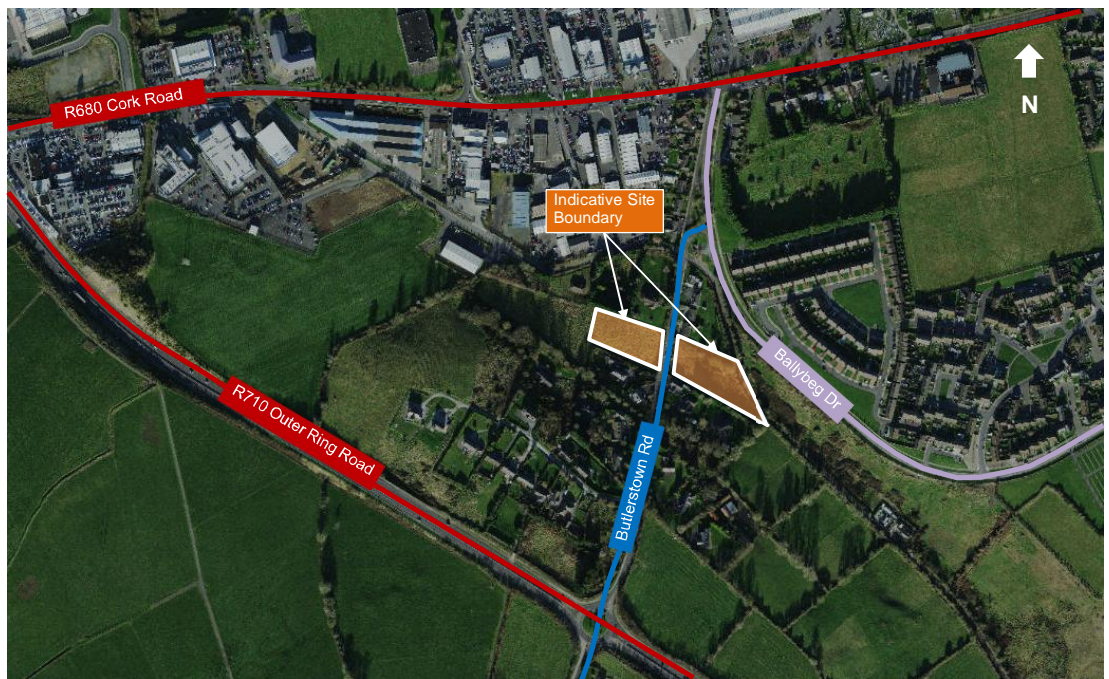 R680 Cork Road
N
Indicative Site
Boundary
Ballybeg Dr
R710 Outer Ring Road
Butlerstown Rd